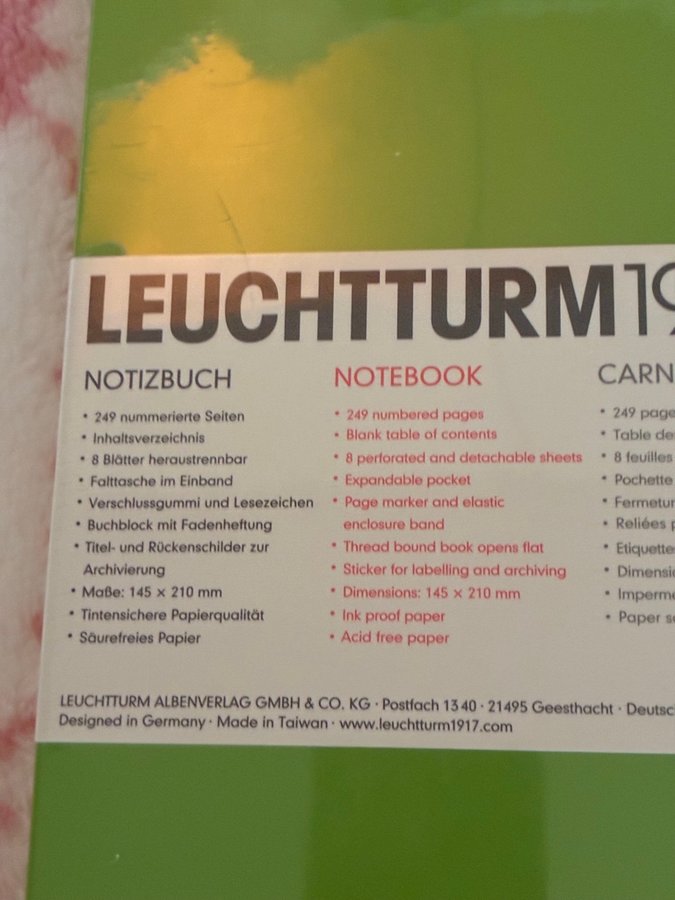 LEUCHTTURM19
NOTIZBUCH
• 249 nummerierte Seiten
• Inhaltsverzeichnis
• 8 Blätter heraustrennbar
• Falttasche im Einband
• Verschlussgummi und Lesezeichen
• Buchblock mit Fadenheftung
• Titel- und Rückenschilder zur
Archivierung
• Maße: 145 × 210 mm
• Tintensichere Papierqualität
• Säurefreies Papier
NOTEBOOK
• 249 numbered pages
• Blank table of contents
• 8 perforated and detachable sheets
• Expandable pocket
• Page marker and elastic
enclosure band
• Thread bound book opens flat
• Sticker for labelling and archiving
• Dimensions: 145 × 210 mm
• Ink proof paper
• Acid free paper
CARN
• 249 page
• Table de
• 8 feuilles
• Pochette
• Fermetur
• Reliées p
• Etiquette
• Dimensio
• Imperme
• Paper s
LEUCHTTURM ALBENVERLAG GMBH & CO. KG · Postfach 13 40 · 21495 Geesthacht · Deutsc
Designed in Germany · Made in Taiwan · www.leuchtturm1917.com